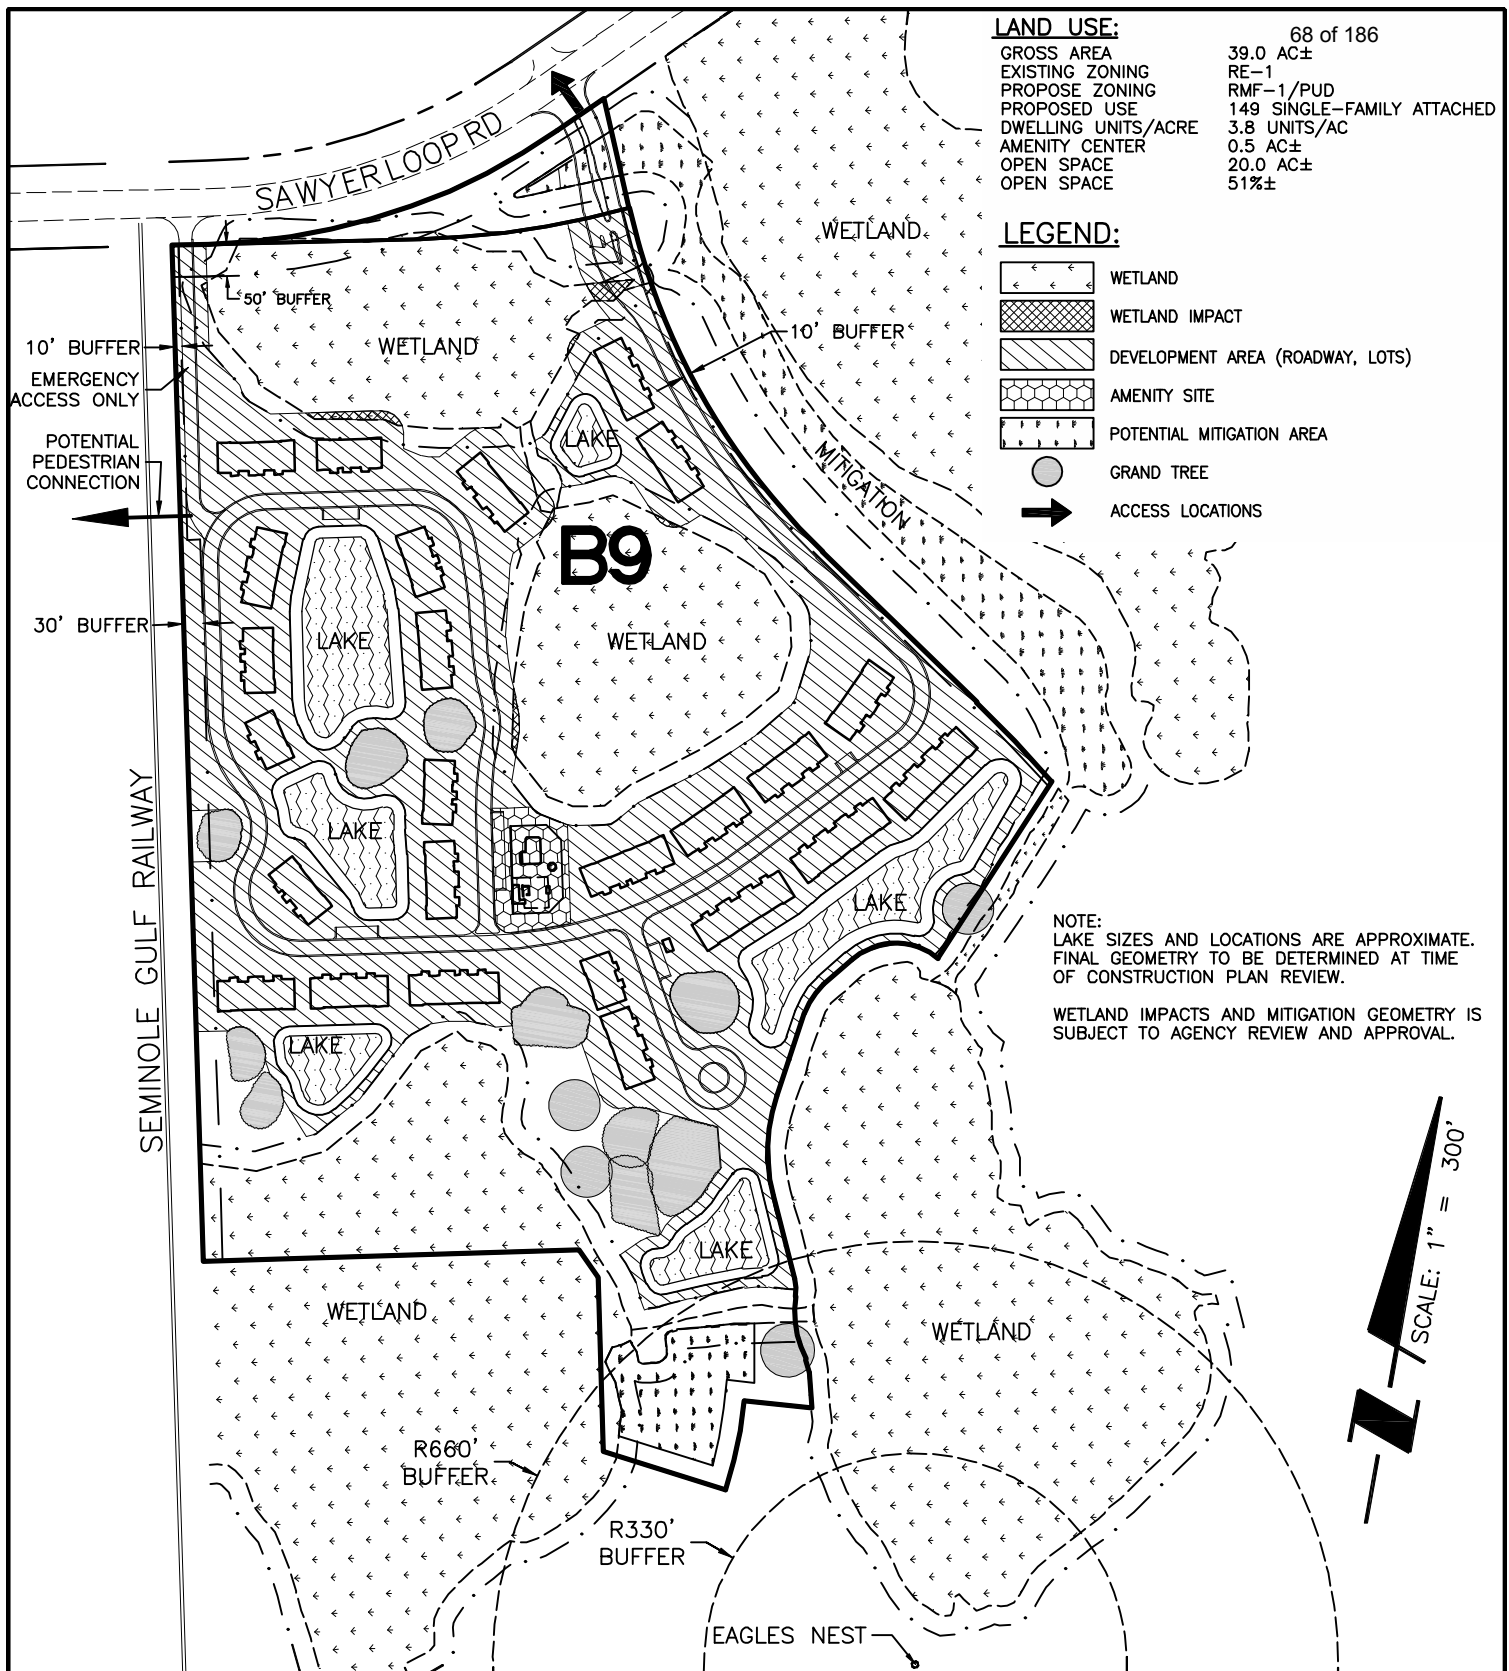 68 of 186
LAND USE:
GROSS AREA 39.0 AC±
EXISTING ZONING RE-1
PROPOSE ZONING RMF-1/PUD
PROPOSED USE 149 SINGLE-FAMILY ATTACHED
DWELLING UNITS/ACRE 3.8 UNITS/AC
AMENITY CENTER 0.5 AC±
OPEN SPACE 20.0 AC±
OPEN SPACE 51%±
LEGEND:
WETLAND
WETLAND IMPACT
DEVELOPMENT AREA (ROADWAY, LOTS)
AMENITY SITE
POTENTIAL MITIGATION AREA
GRAND TREE
ACCESS LOCATIONS
SAWYER LOOP RD
WETLAND
50' BUFFER
10' BUFFER
WETLAND
10' BUFFER
EMERGENCY
ACCESS ONLY
POTENTIAL
PEDESTRIAN
CONNECTION
LAKE
MITIGATION
B9
30' BUFFER
LAKE
WETLAND
SEMINOLE GULF RAILWAY
LAKE
LAKE
NOTE:
LAKE SIZES AND LOCATIONS ARE APPROXIMATE.
FINAL GEOMETRY TO BE DETERMINED AT TIME
OF CONSTRUCTION PLAN REVIEW.
WETLAND IMPACTS AND MITIGATION GEOMETRY IS
SUBJECT TO AGENCY REVIEW AND APPROVAL.
LAKE
LAKE
WETLAND
WETLAND
SCALE: 1" = 300'
N
R660'
BUFFER
R330'
BUFFER
EAGLES NEST